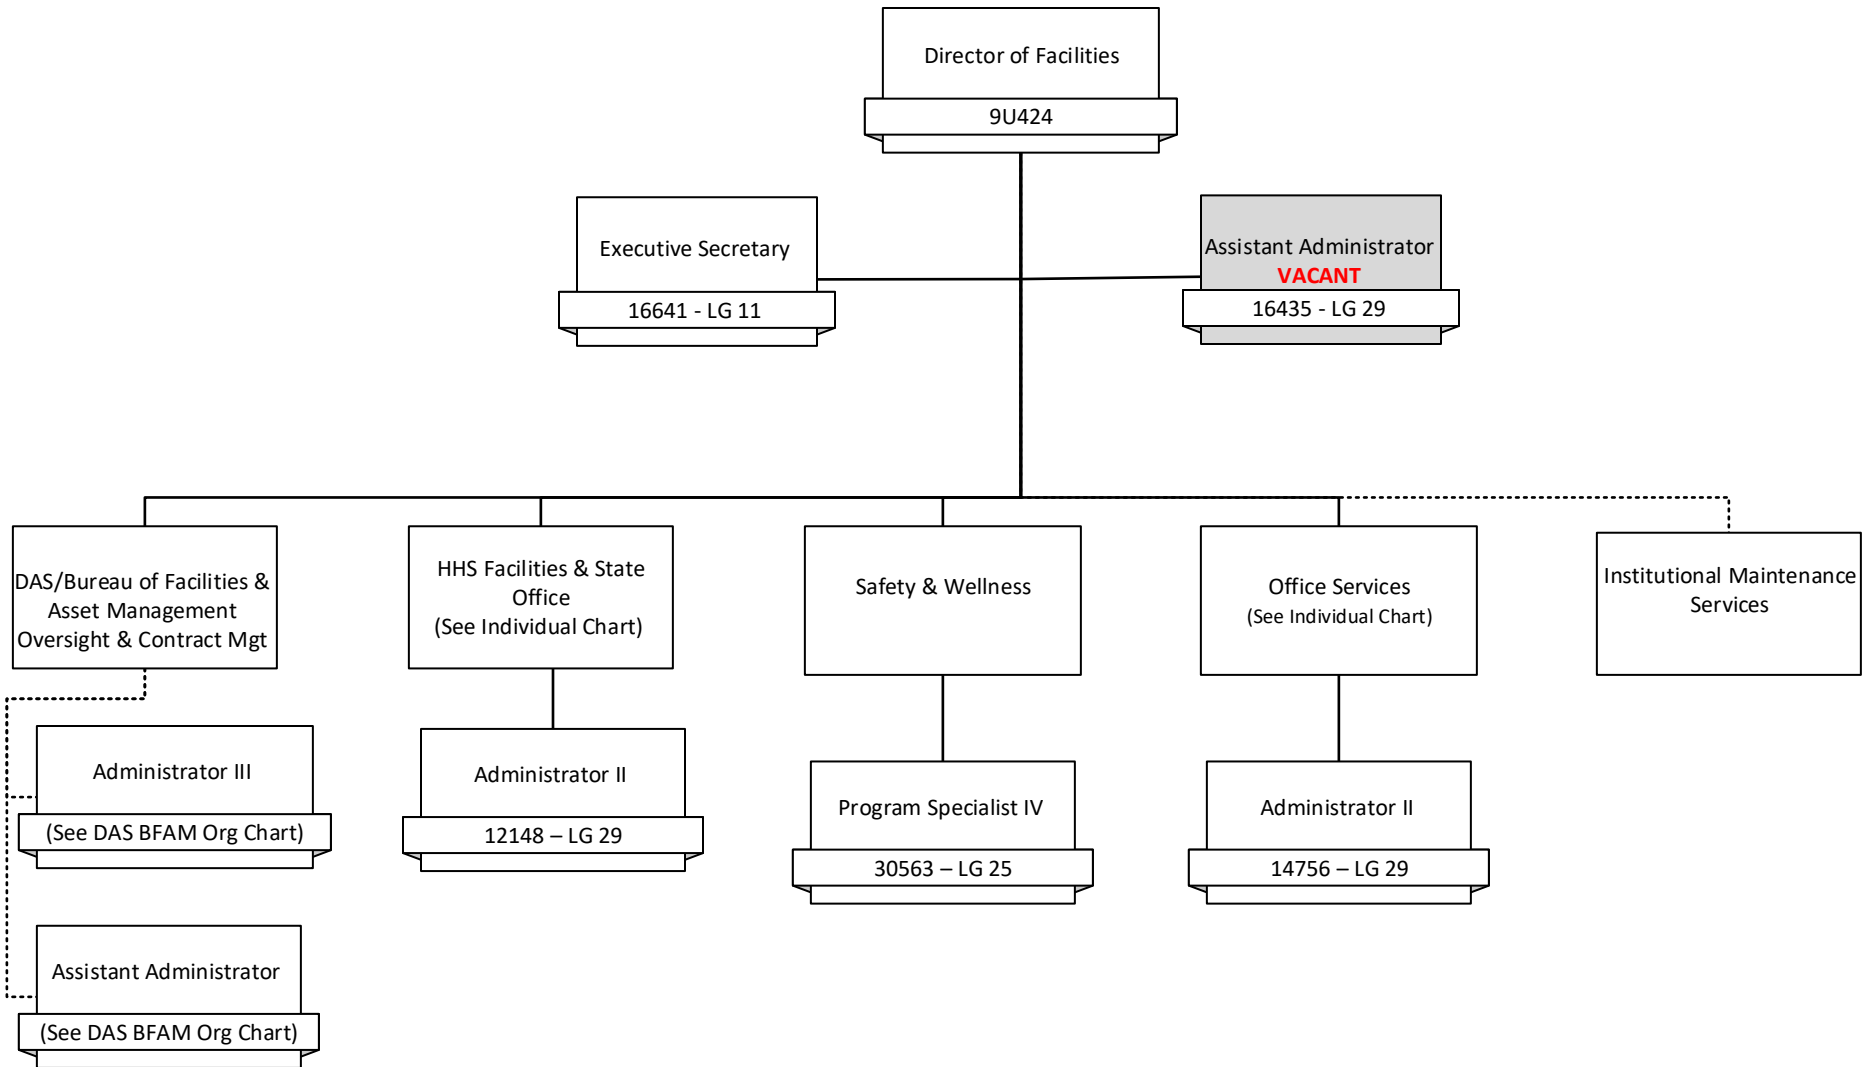 Director of Facilities
9U424
Executive Secretary
16641 - LG 11
Assistant Administrator
VACANT
16435 - LG 29
DAS/Bureau of Facilities &
Asset Management
Oversight & Contract Mgt
HHS Facilities & State
Office
(See Individual Chart)
Safety & Wellness
Office Services
(See Individual Chart)
Institutional Maintenance
Services
Administrator III
(See DAS BFAM Org Chart)
Administrator II
12148 – LG 29
Program Specialist IV
30563 – LG 25
Administrator II
14756 – LG 29
Assistant Administrator
(See DAS BFAM Org Chart)